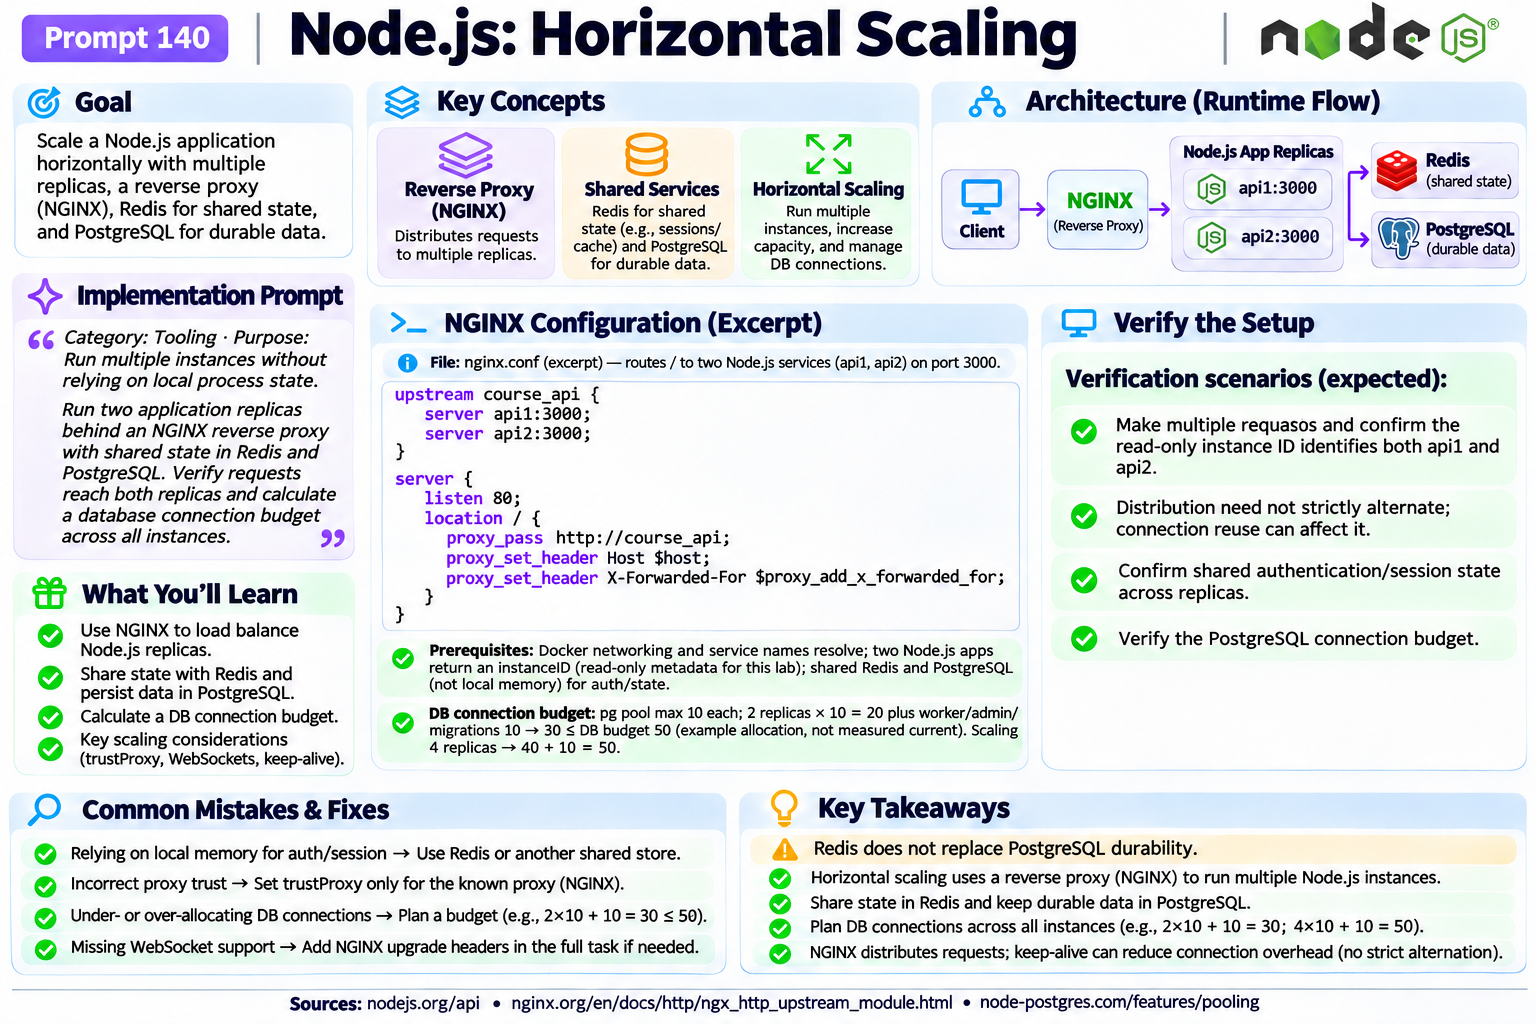 Prompt 140
Node.js: Horizontal Scaling
node JS ®
Goal
Scale a Node.js application
horizontally with multiple
replicas, a reverse proxy
(NGINX), Redis for shared state,
and PostgreSQL for durable data.
Key Concepts
Reverse Proxy
(NGINX)
Distributes requests
to multiple replicas.
Shared Services
Redis for shared
state (e.g., sessions/
cache) and PostgreSQL
for durable data.
Horizontal Scaling
Run multiple
instances, increase
capacity, and manage
DB connections.
Architecture (Runtime Flow)
Client
NGINX
(Reverse Proxy)
Node.js App Replicas
JS api1:3000
JS api2:3000
Redis
(shared state)
PostgreSQL
(durable data)
Implementation Prompt
“ Category: Tooling · Purpose:
Run multiple instances without
relying on local process state.
Run two application replicas
behind an NGINX reverse proxy
with shared state in Redis and
PostgreSQL. Verify requests
reach both replicas and calculate
a database connection budget
across all instances. ”
What You’ll Learn
Use NGINX to load balance
Node.js replicas.
Share state with Redis and
persist data in PostgreSQL.
Calculate a DB connection budget.
Key scaling considerations
(trustProxy, WebSockets, keep-alive).
NGINX Configuration (Excerpt)
File: nginx.conf (excerpt) — routes / to two Node.js services (api1, api2) on port 3000.
upstream course_api {
server api1:3000;
server api2:3000;
}
server {
listen 80;
location / {
proxy_pass http://course_api;
proxy_set_header Host $host;
proxy_set_header X-Forwarded-For $proxy_add_x_forwarded_for;
}
}
Prerequisites: Docker networking and service names resolve; two Node.js apps
return an instanceID (read-only metadata for this lab); shared Redis and PostgreSQL
(not local memory) for auth/state.
DB connection budget: pg pool max 10 each; 2 replicas × 10 = 20 plus worker/admin/
migrations 10 → 30 ≤ DB budget 50 (example allocation, not measured current). Scaling
4 replicas → 40 + 10 = 50.
Verify the Setup
Verification scenarios (expected):
Make multiple requasos and confirm the
read-only instance ID identifies both api1 and
api2.
Distribution need not strictly alternate;
connection reuse can affect it.
Confirm shared authentication/session state
across replicas.
Verify the PostgreSQL connection budget.
Common Mistakes & Fixes
Relying on local memory for auth/session → Use Redis or another shared store.
Incorrect proxy trust → Set trustProxy only for the known proxy (NGINX).
Under- or over-allocating DB connections → Plan a budget (e.g., 2×10 + 10 = 30 ≤ 50).
Missing WebSocket support → Add NGINX upgrade headers in the full task if needed.
Key Takeaways
Redis does not replace PostgreSQL durability.
Horizontal scaling uses a reverse proxy (NGINX) to run multiple Node.js instances.
Share state in Redis and keep durable data in PostgreSQL.
Plan DB connections across all instances (e.g., 2×10 + 10 = 30; 4×10 + 10 = 50).
NGINX distributes requests; keep-alive can reduce connection overhead (no strict alternation).
Sources: nodejs.org/api • nginx.org/en/docs/http/ngx_http_upstream_module.html • node-postgres.com/features/pooling